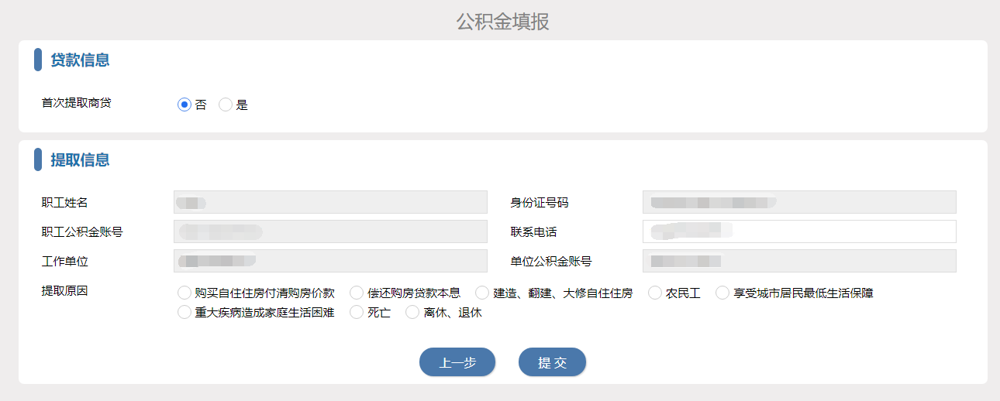 公积金填报
贷款信息
首次提取商贷 否 是
提取信息
职工姓名 身份证号码
职工公积金账号 联系电话
工作单位 单位公积金账号
提取原因 购买自住住房付清购房价款 偿还购房贷款本息 建造、翻建、大修自住住房 农民工 享受城市居民最低生活保障
重大疾病造成家庭生活困难 死亡 离休、退休
上一步 提 交